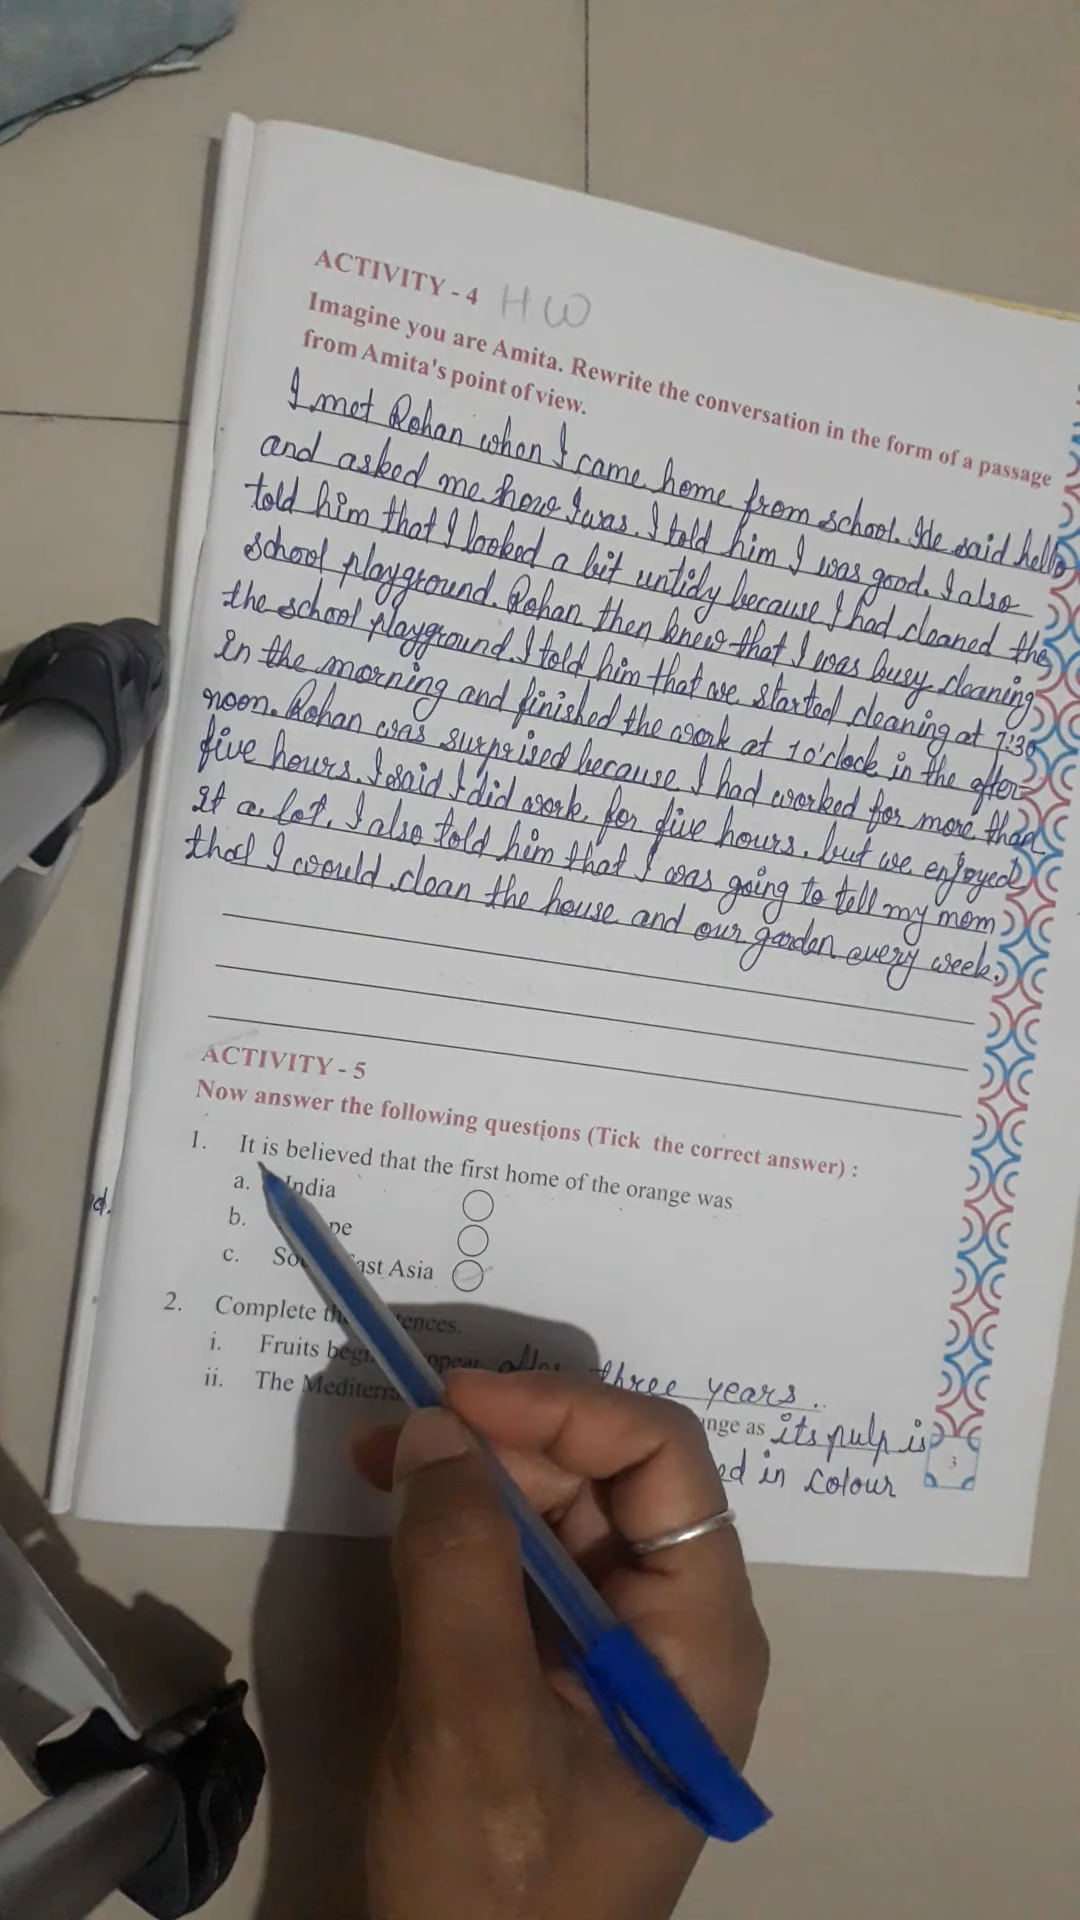 ACTIVITY - 4 HW
Imagine you are Amita. Rewrite the conversation in the form of a passage
from Amita's point of view.
I met Rohan when I came home from school. He said hello
and asked me how I was. I told him I was good. I also
told him that I looked a bit untidy because I had cleaned the
school playground. Rohan then knew that I was busy cleaning
the school playground. I told him that we started cleaning at 7:30
in the morning and finished the work at 1 o'clock in the after-
noon. Rohan was surprised because I had worked for more than
five hours. I said I did work for five hours, but we enjoyed
it a lot. I also told him that I was going to tell my mom
that I would clean the house and our garden every week.
ACTIVITY - 5
Now answer the following questions (Tick the correct answer) :
1. It is believed that the first home of the orange was
a. India
b.
c. East Asia
2. Complete
i. Fruits three years.
ii. The as its pulp is
in colour
3